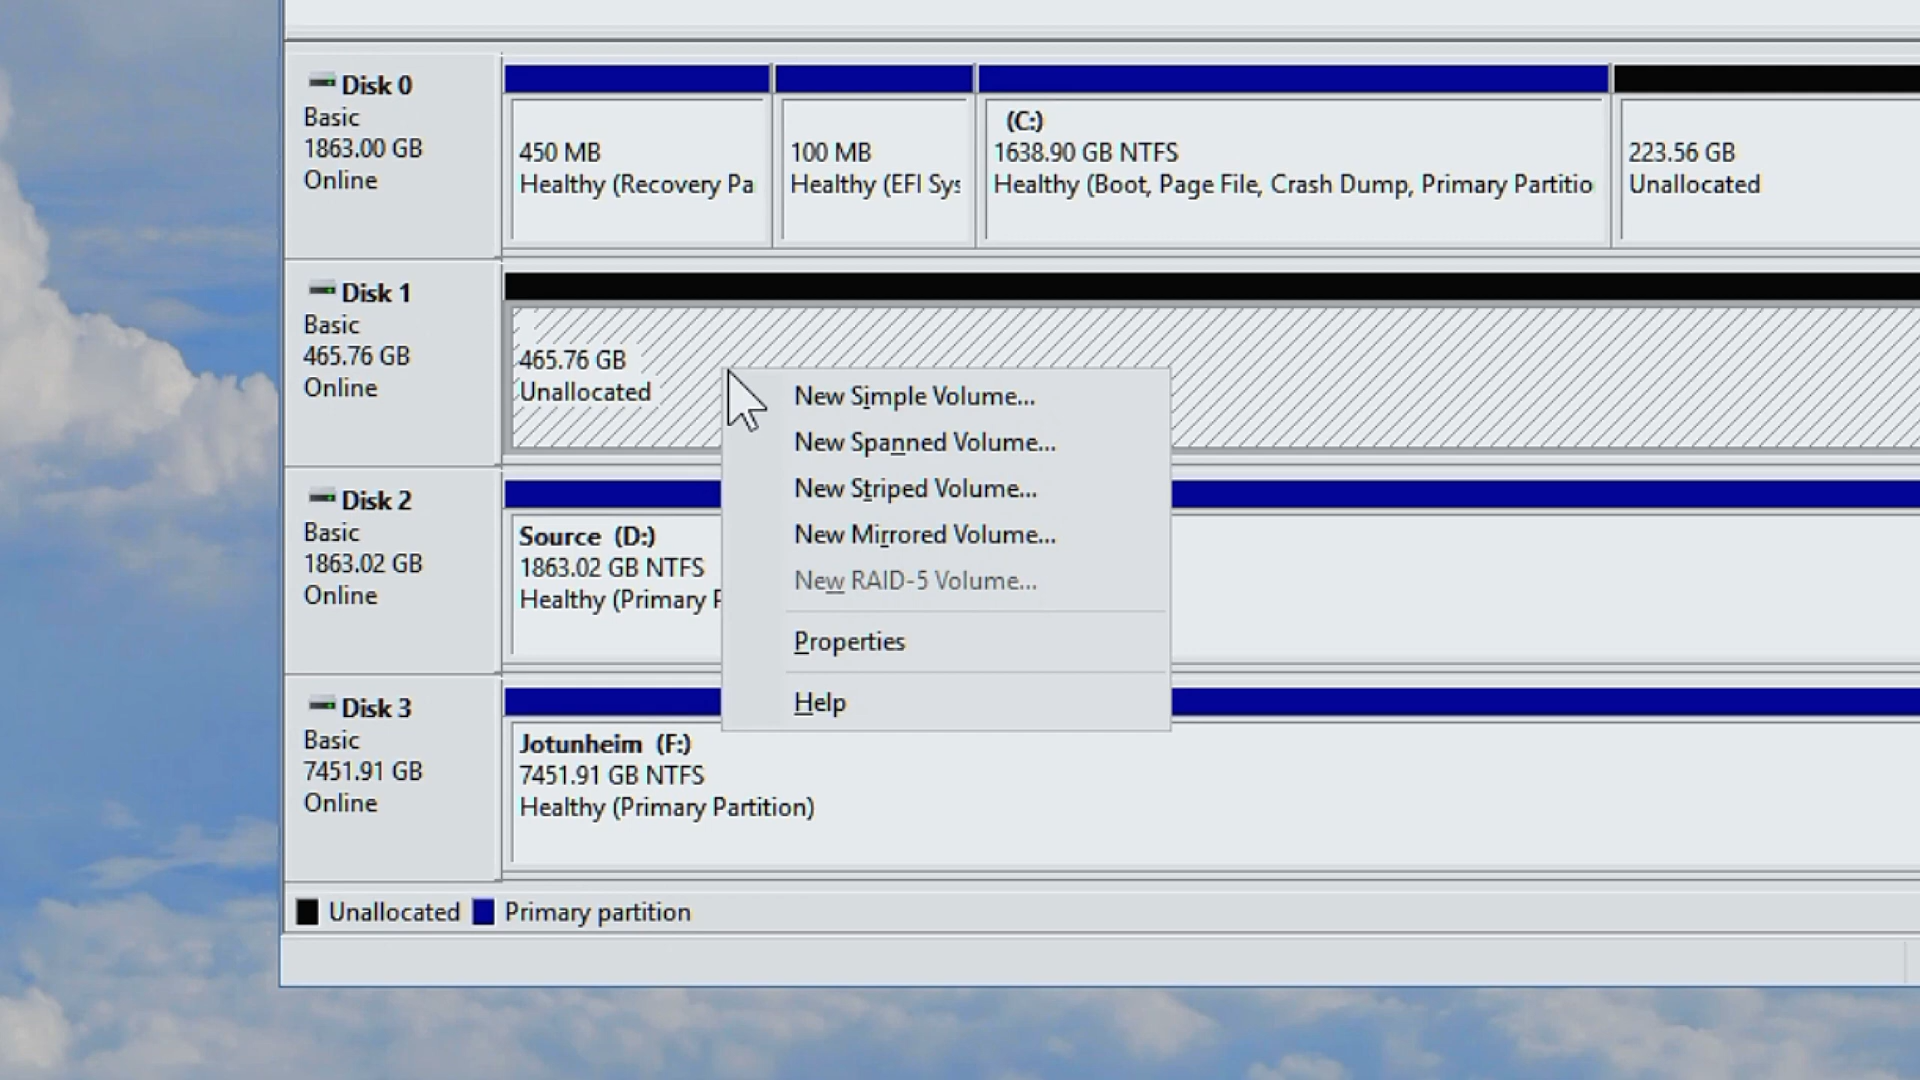 Disk 0
Basic
1863.00 GB
Online
450 MB
Healthy (Recovery Pa
100 MB
Healthy (EFI Sys
(C:)
1638.90 GB NTFS
Healthy (Boot, Page File, Crash Dump, Primary Partitio
223.56 GB
Unallocated
Disk 1
Basic
465.76 GB
Online
465.76 GB
Unallocated
New Simple Volume...
New Spanned Volume...
New Striped Volume...
New Mirrored Volume...
New RAID-5 Volume...
Properties
Help
Disk 2
Basic
1863.02 GB
Online
Source (D:)
1863.02 GB NTFS
Healthy (Primary P
Disk 3
Basic
7451.91 GB
Online
Jotunheim (F:)
7451.91 GB NTFS
Healthy (Primary Partition)
Unallocated
Primary partition